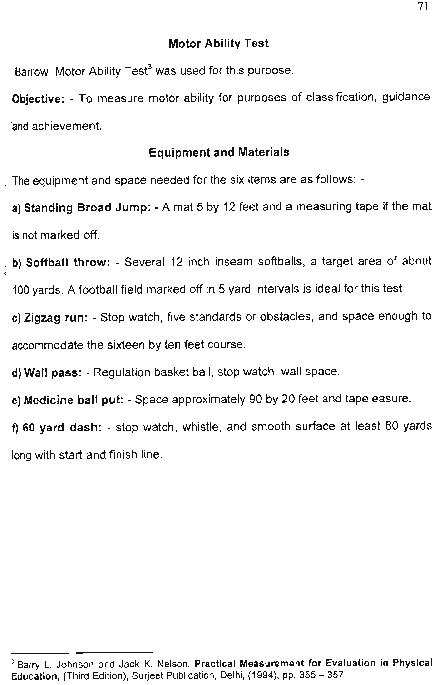 71
Motor Ability Test
Barrow Motor Ability Test³ was used for this purpose.
Objective: - To measure motor ability for purposes of classification, guidance
and achievement.
Equipment and Materials
The equipment and space needed for the six items are as follows: -
a) Standing Broad Jump: - A mat 5 by 12 feet and a measuring tape if the mat
is not marked off.
b) Softball throw: - Several 12 inch inseam softballs, a target area of about
100 yards. A football field marked off in 5 yard intervals is ideal for this test
c) Zigzag run: - Stop watch, five standards or obstacles, and space enough to
accommodate the sixteen by ten feet course.
d) Wall pass: - Regulation basket ball, stop watch, wall space.
e) Medicine ball put: - Space approximately 90 by 20 feet and tape easure.
f) 60 yard dash: - stop watch, whistle, and smooth surface at least 80 yards
long with start and finish line.
³ Barry L. Johnson and Jack K. Nelson, Practical Measurement for Evaluation in Physical
Education, (Third Edition), Surjeet Publication, Delhi, (1994), pp. 355 – 357